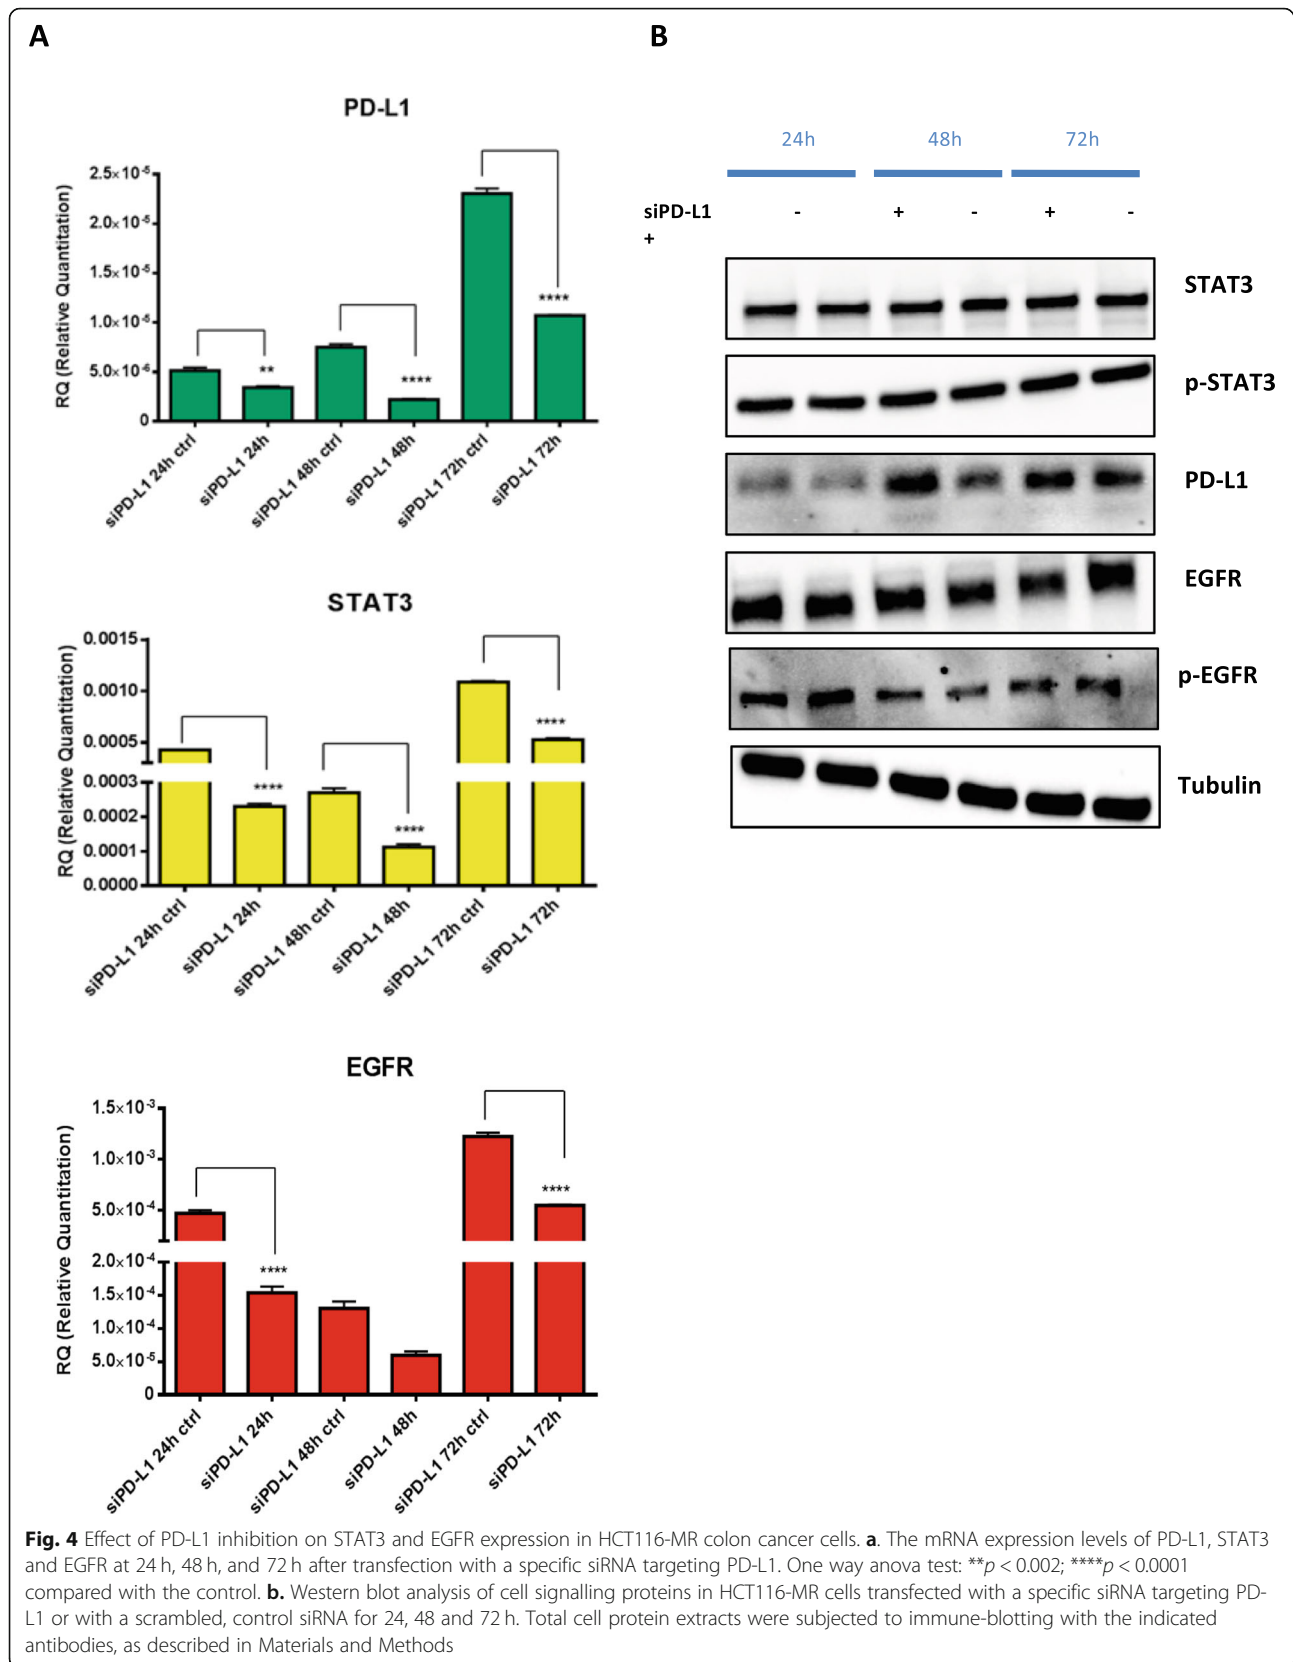 A
PD-L1
RQ (Relative Quantitation)
2.5×10⁻⁵
2.0×10⁻⁵
1.5×10⁻⁵
1.0×10⁻⁵
5.0×10⁻⁶
0
**
****
****
siPD-L1 24h ctrl
siPD-L1 24h
siPD-L1 48h ctrl
siPD-L1 48h
siPD-L1 72h ctrl
siPD-L1 72h
STAT3
RQ (Relative Quantitation)
0.0015
0.0010
0.0005
0.0003
0.0002
0.0001
0.0000
****
****
****
siPD-L1 24h ctrl
siPD-L1 24h
siPD-L1 48h ctrl
siPD-L1 48h
siPD-L1 72h ctrl
siPD-L1 72h
EGFR
RQ (Relative Quantitation)
1.5×10⁻³
1.0×10⁻³
5.0×10⁻⁴
2.0×10⁻⁴
1.5×10⁻⁴
1.0×10⁻⁴
5.0×10⁻⁵
0
****
****
siPD-L1 24h ctrl
siPD-L1 24h
siPD-L1 48h ctrl
siPD-L1 48h
siPD-L1 72h ctrl
siPD-L1 72h
B
24h 48h 72h
siPD-L1 - + - + -
+
STAT3
p-STAT3
PD-L1
EGFR
p-EGFR
Tubulin
Fig. 4 Effect of PD-L1 inhibition on STAT3 and EGFR expression in HCT116-MR colon cancer cells. a. The mRNA expression levels of PD-L1, STAT3
and EGFR at 24 h, 48 h, and 72 h after transfection with a specific siRNA targeting PD-L1. One way anova test: **p < 0.002; ****p < 0.0001
compared with the control. b. Western blot analysis of cell signalling proteins in HCT116-MR cells transfected with a specific siRNA targeting PD-
L1 or with a scrambled, control siRNA for 24, 48 and 72 h. Total cell protein extracts were subjected to immune-blotting with the indicated
antibodies, as described in Materials and Methods